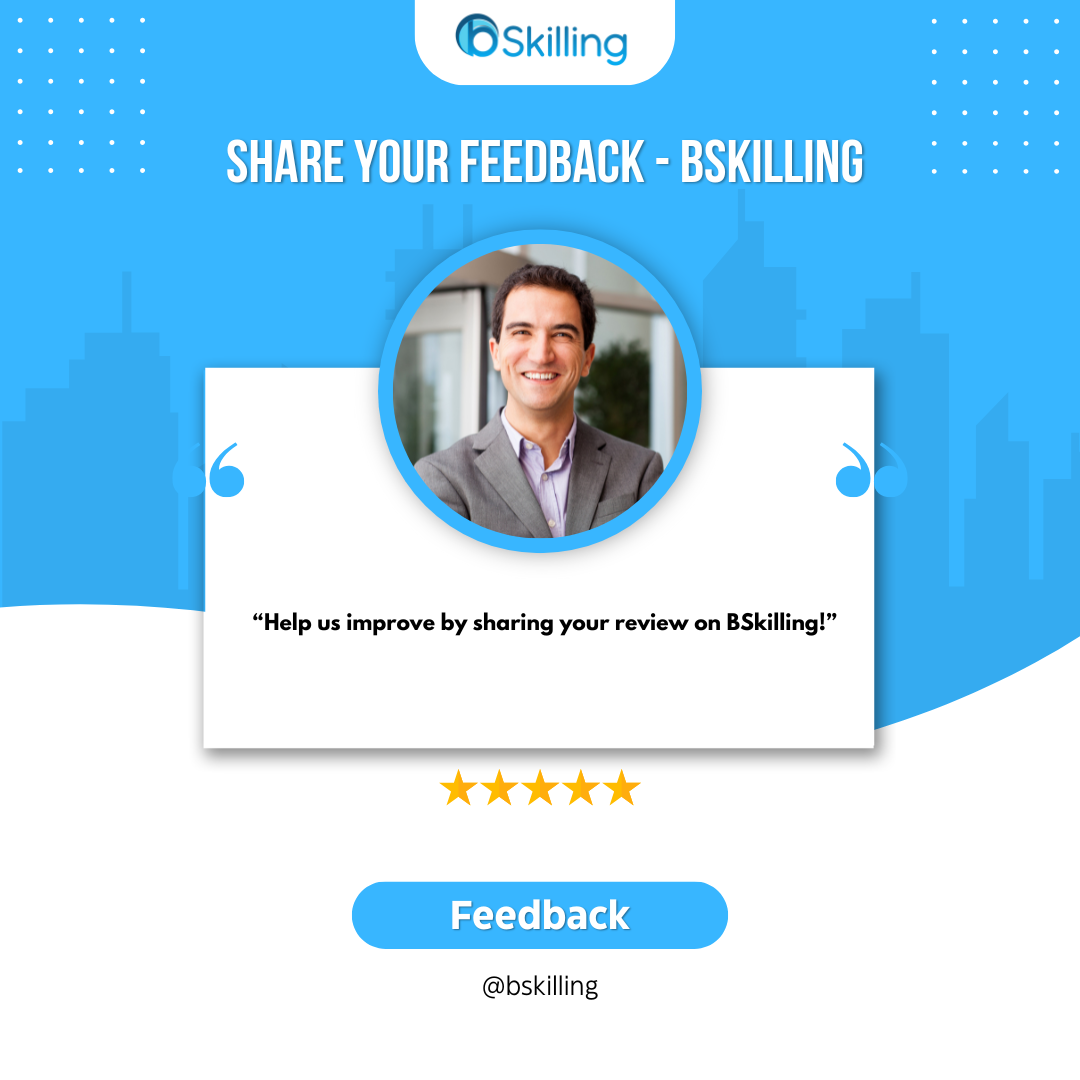 bSkilling
SHARE YOUR FEEDBACK - BSKILLING
“Help us improve by sharing your review on BSkilling!”
Feedback
@bskilling